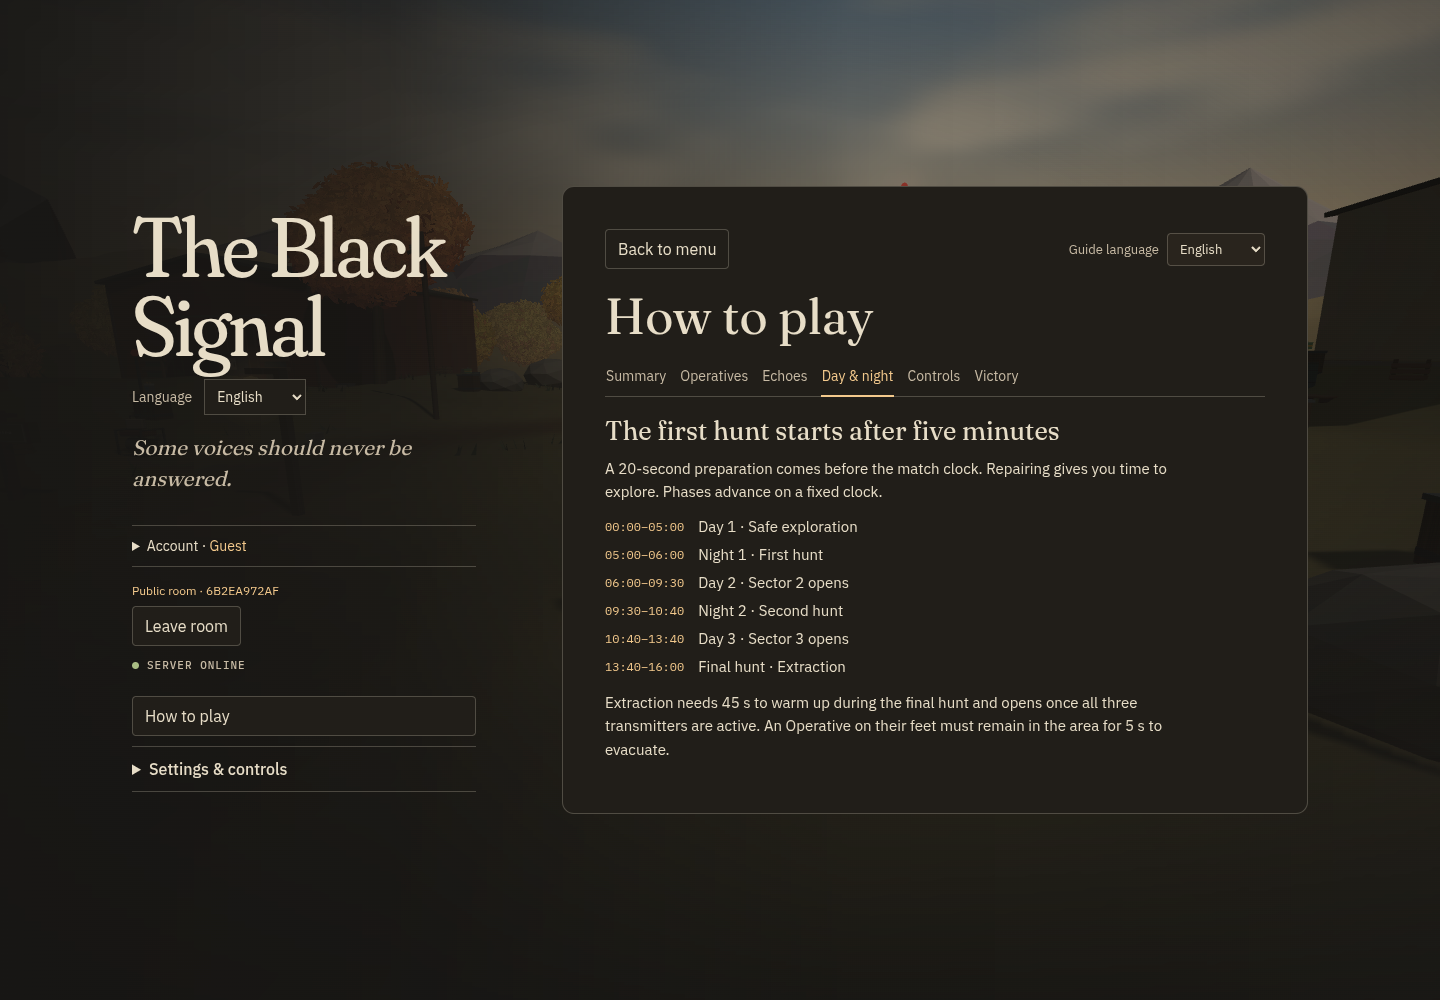 The Black
Signal
Language English
Some voices should never be
answered.
Account · Guest
Public room · 6B2EA972AF
Leave room
SERVER ONLINE
How to play
Settings & controls
Back to menu
Guide language English
How to play
Summary Operatives Echoes Day & night Controls Victory
The first hunt starts after five minutes
A 20-second preparation comes before the match clock. Repairing gives you time to
explore. Phases advance on a fixed clock.
00:00–05:00 Day 1 · Safe exploration
05:00–06:00 Night 1 · First hunt
06:00–09:30 Day 2 · Sector 2 opens
09:30–10:40 Night 2 · Second hunt
10:40–13:40 Day 3 · Sector 3 opens
13:40–16:00 Final hunt · Extraction
Extraction needs 45 s to warm up during the final hunt and opens once all three
transmitters are active. An Operative on their feet must remain in the area for 5 s to
evacuate.